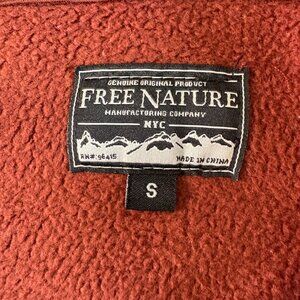 GENUINE ORIGINAL PRODUCT
FREE NATURE
MANUFACTURING COMPANY
NYC
RN#:96415
MADE IN CHINA
S